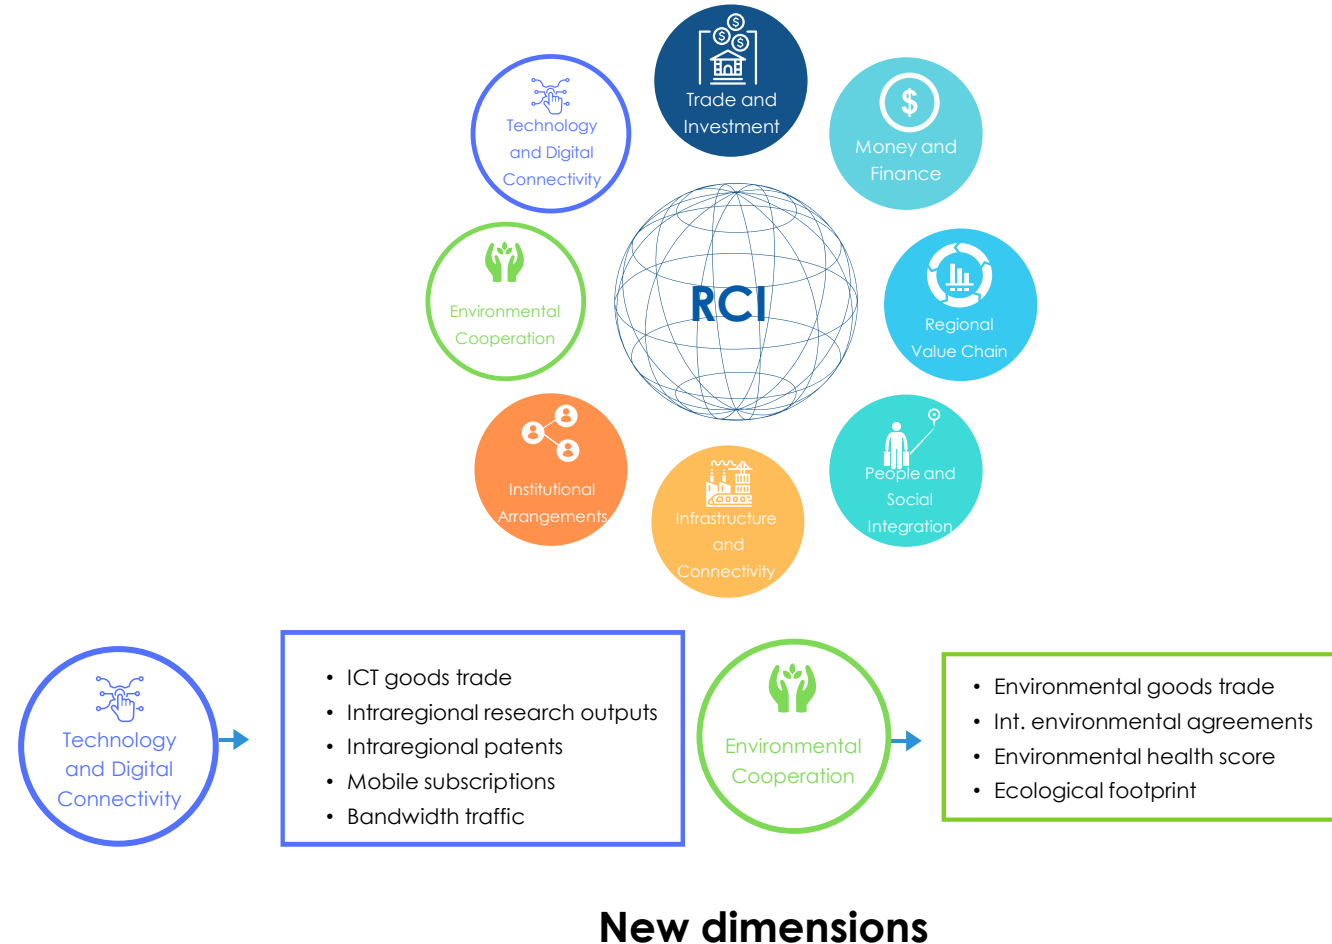 Trade and
Investment
Technology
and Digital
Connectivity
Money and
Finance
RCI
Environmental
Cooperation
Regional
Value Chain
Institutional
Arrangements
People and
Social
Integration
Infrastructure
and
Connectivity
Technology
and Digital
Connectivity
• ICT goods trade
• Intraregional research outputs
• Intraregional patents
• Mobile subscriptions
• Bandwidth traffic
Environmental
Cooperation
• Environmental goods trade
• Int. environmental agreements
• Environmental health score
• Ecological footprint
New dimensions